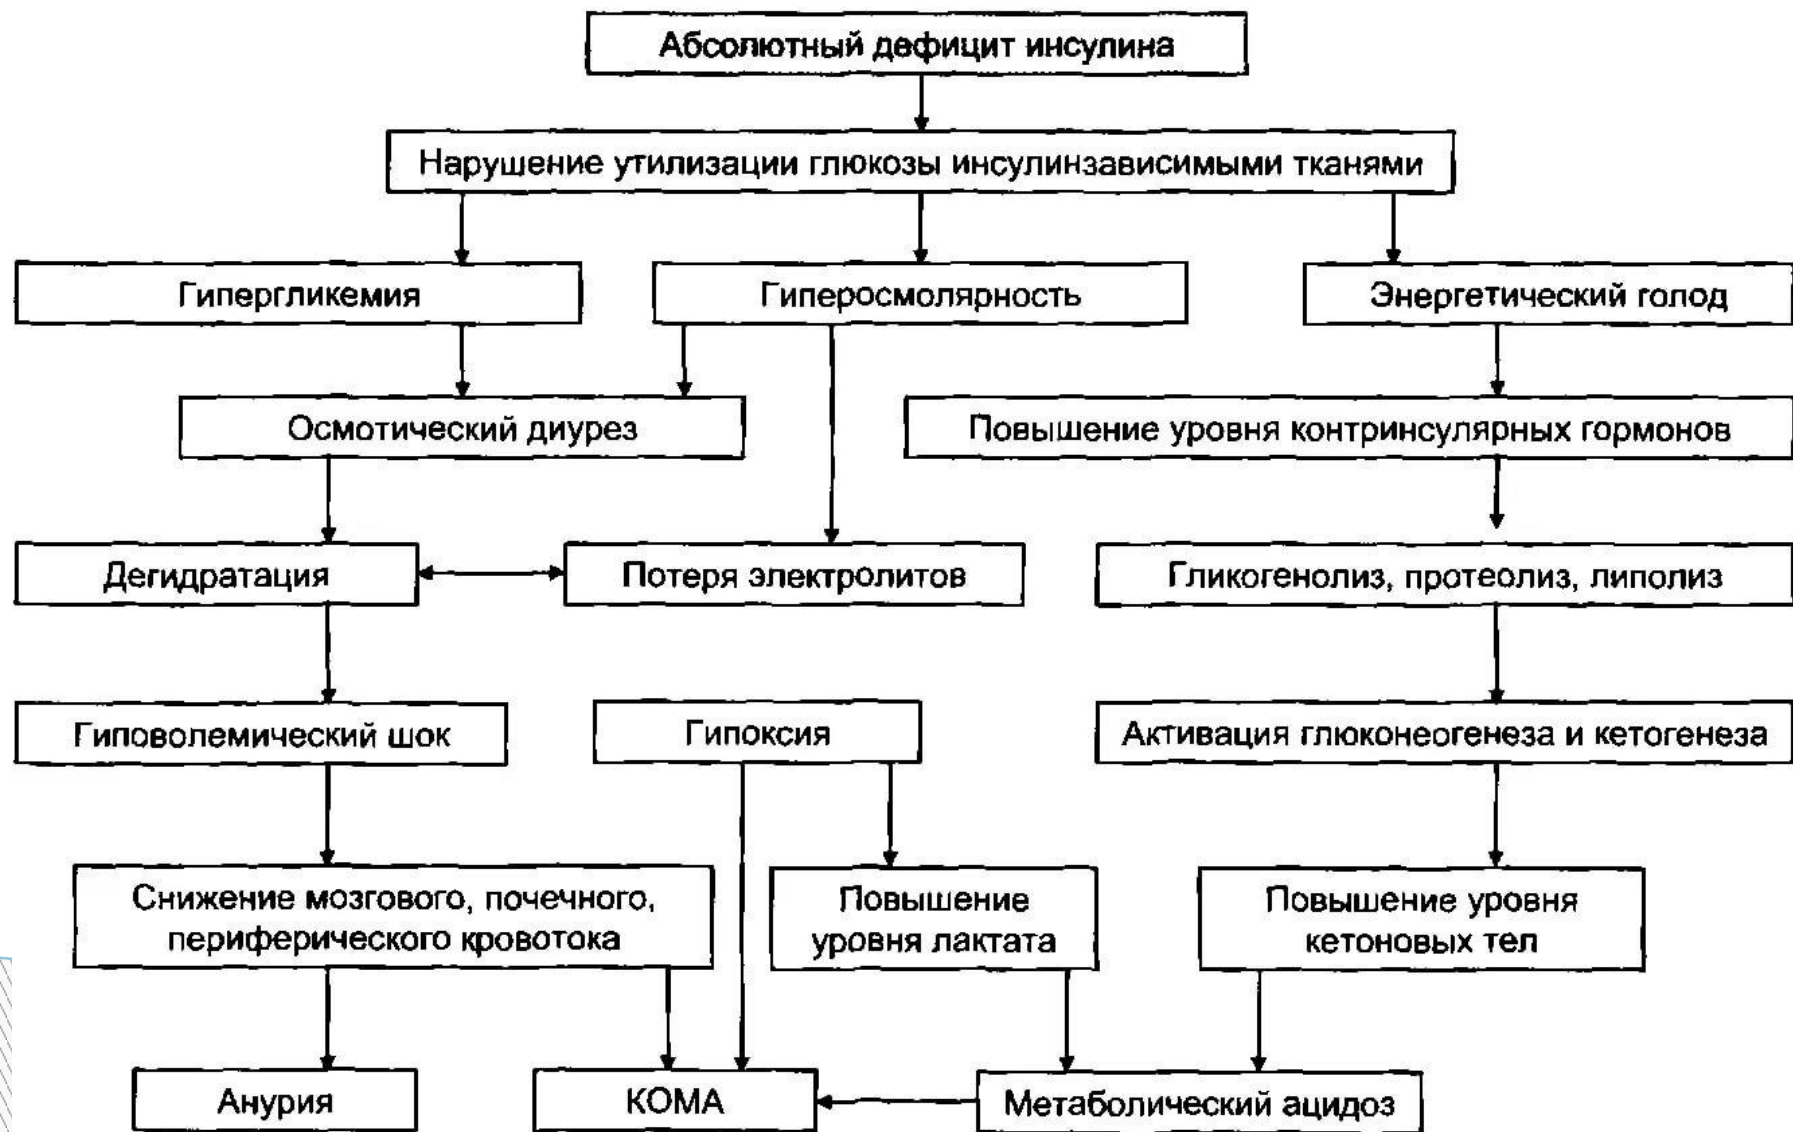 Абсолютный дефицит инсулина
Нарушение утилизации глюкозы инсулинзависимыми тканями
Гипергликемия
Гиперосмолярность
Энергетический голод
Осмотический диурез
Повышение уровня контринсулярных гормонов
Дегидратация
Потеря электролитов
Гликогенолиз, протеолиз, липолиз
Гиповолемический шок
Гипоксия
Активация глюконеогенеза и кетогенеза
Снижение мозгового, почечного,
периферического кровотока
Повышение
уровня лактата
Повышение уровня
кетоновых тел
Анурия
КОМА
Метаболический ацидоз